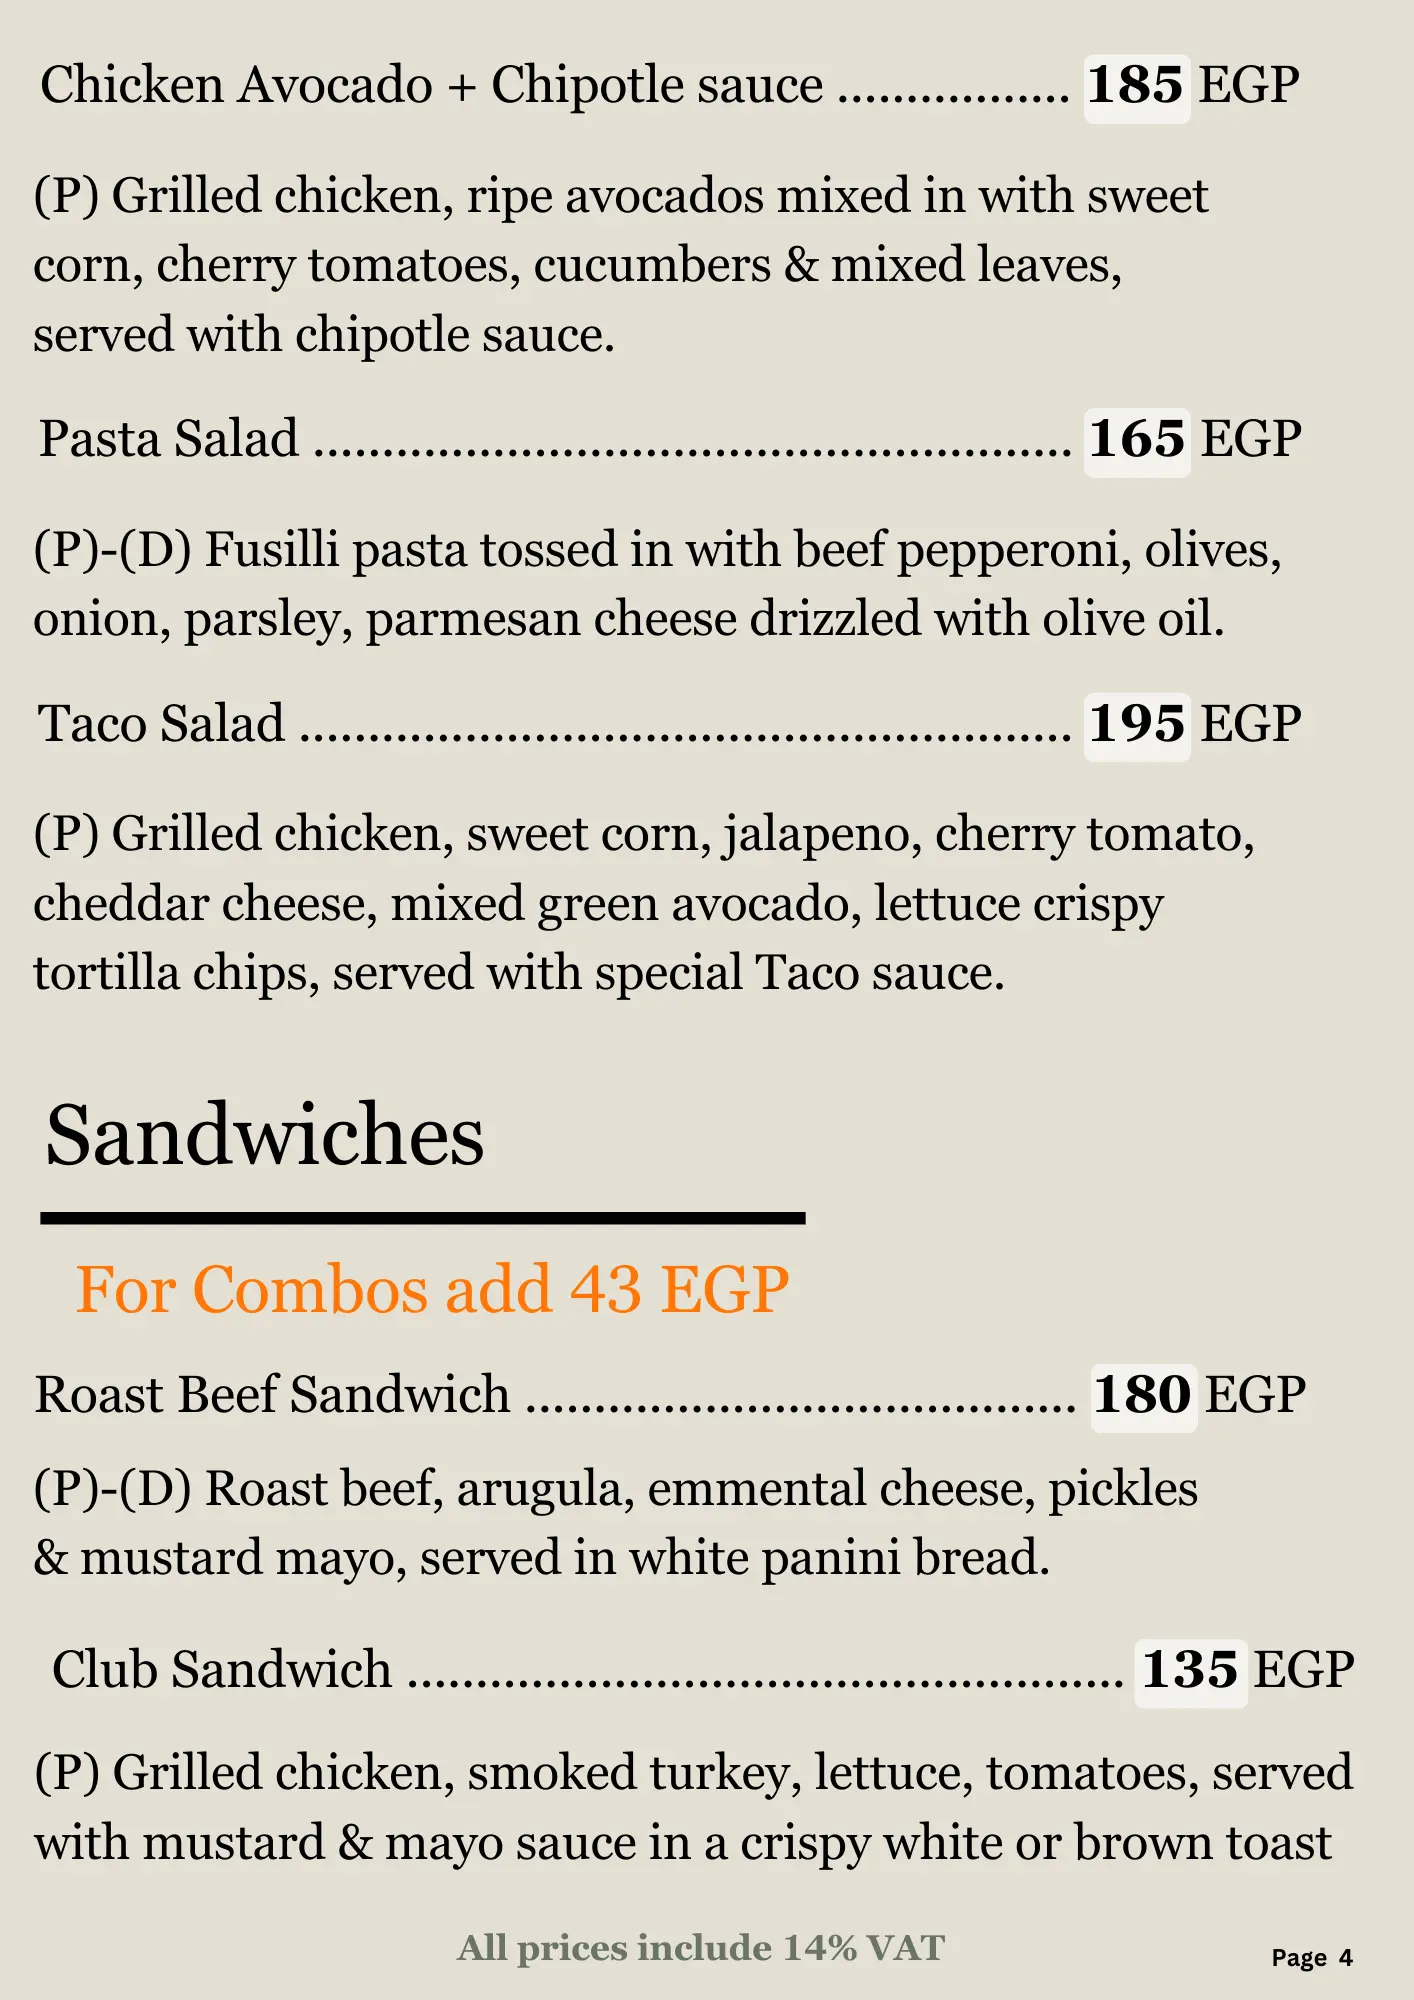 Chicken Avocado + Chipotle sauce ................. 185 EGP
(P) Grilled chicken, ripe avocados mixed in with sweet
corn, cherry tomatoes, cucumbers & mixed leaves,
served with chipotle sauce.
Pasta Salad ....................................................... 165 EGP
(P)-(D) Fusilli pasta tossed in with beef pepperoni, olives,
onion, parsley, parmesan cheese drizzled with olive oil.
Taco Salad ........................................................ 195 EGP
(P) Grilled chicken, sweet corn, jalapeno, cherry tomato,
cheddar cheese, mixed green avocado, lettuce crispy
tortilla chips, served with special Taco sauce.
Sandwiches
For Combos add 43 EGP
Roast Beef Sandwich ........................................ 180 EGP
(P)-(D) Roast beef, arugula, emmental cheese, pickles
& mustard mayo, served in white panini bread.
Club Sandwich .................................................... 135 EGP
(P) Grilled chicken, smoked turkey, lettuce, tomatoes, served
with mustard & mayo sauce in a crispy white or brown toast
All prices include 14% VAT
Page 4